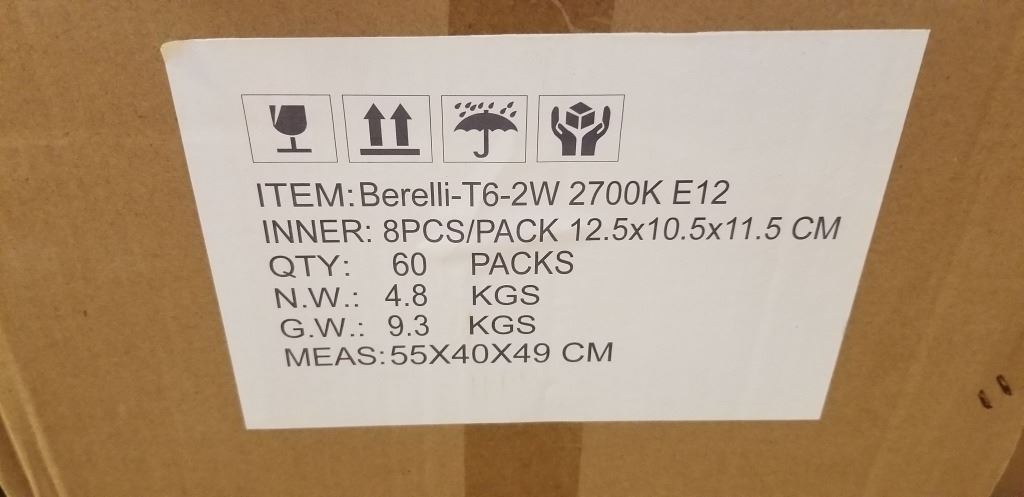 ITEM: Berelli-T6-2W 2700K E12
INNER: 8PCS/PACK 12.5x10.5x11.5 CM
QTY: 60 PACKS
N.W.: 4.8 KGS
G.W.: 9.3 KGS
MEAS: 55X40X49 CM